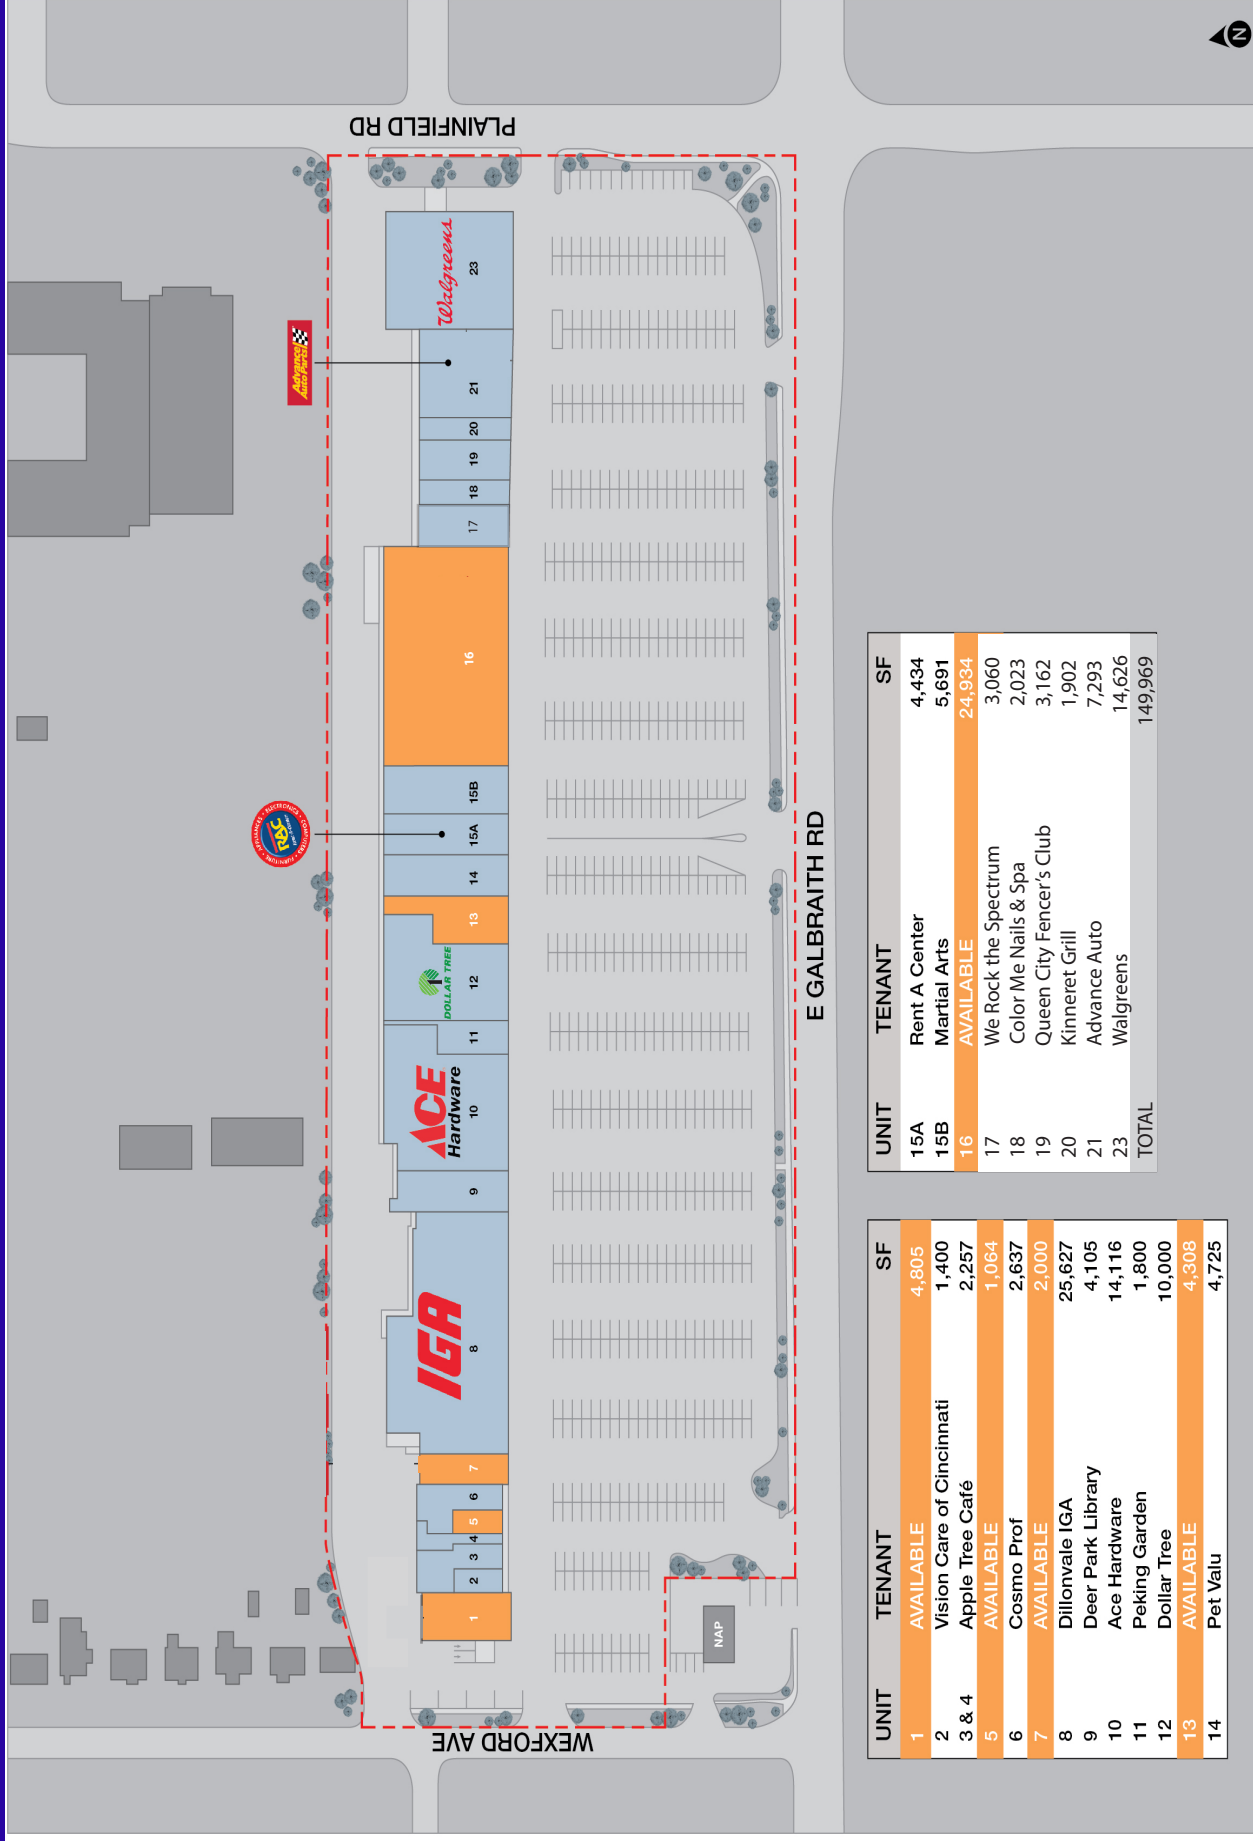 PLAINFIELD RD
N
Advance
Auto Parts
Walgreens
23
21
20
19
18
17
16
15B
15A
14
13
12
11
10
9
8
7
6
5
4
3
2
1
APPLIANCES • ELECTRONICS • COMPUTERS • FURNITURE
RAC
DOLLAR TREE
ACE
Hardware
IGA
NAP
E GALBRAITH RD
WEXFORD AVE
UNIT TENANT SF
1 AVAILABLE 4,805
2 Vision Care of Cincinnati 1,400
3 & 4 Apple Tree Café 2,257
5 AVAILABLE 1,064
6 Cosmo Prof 2,637
7 AVAILABLE 2,000
8 Dillonvale IGA 25,627
9 Deer Park Library 4,105
10 Ace Hardware 14,116
11 Peking Garden 1,800
12 Dollar Tree 10,000
13 AVAILABLE 4,308
14 Pet Valu 4,725
UNIT TENANT SF
15A Rent A Center 4,434
15B Martial Arts 5,691
16 AVAILABLE 24,934
17 We Rock the Spectrum 3,060
18 Color Me Nails & Spa 2,023
19 Queen City Fencer's Club 3,162
20 Kinneret Grill 1,902
21 Advance Auto 7,293
23 Walgreens 14,626
TOTAL 149,969